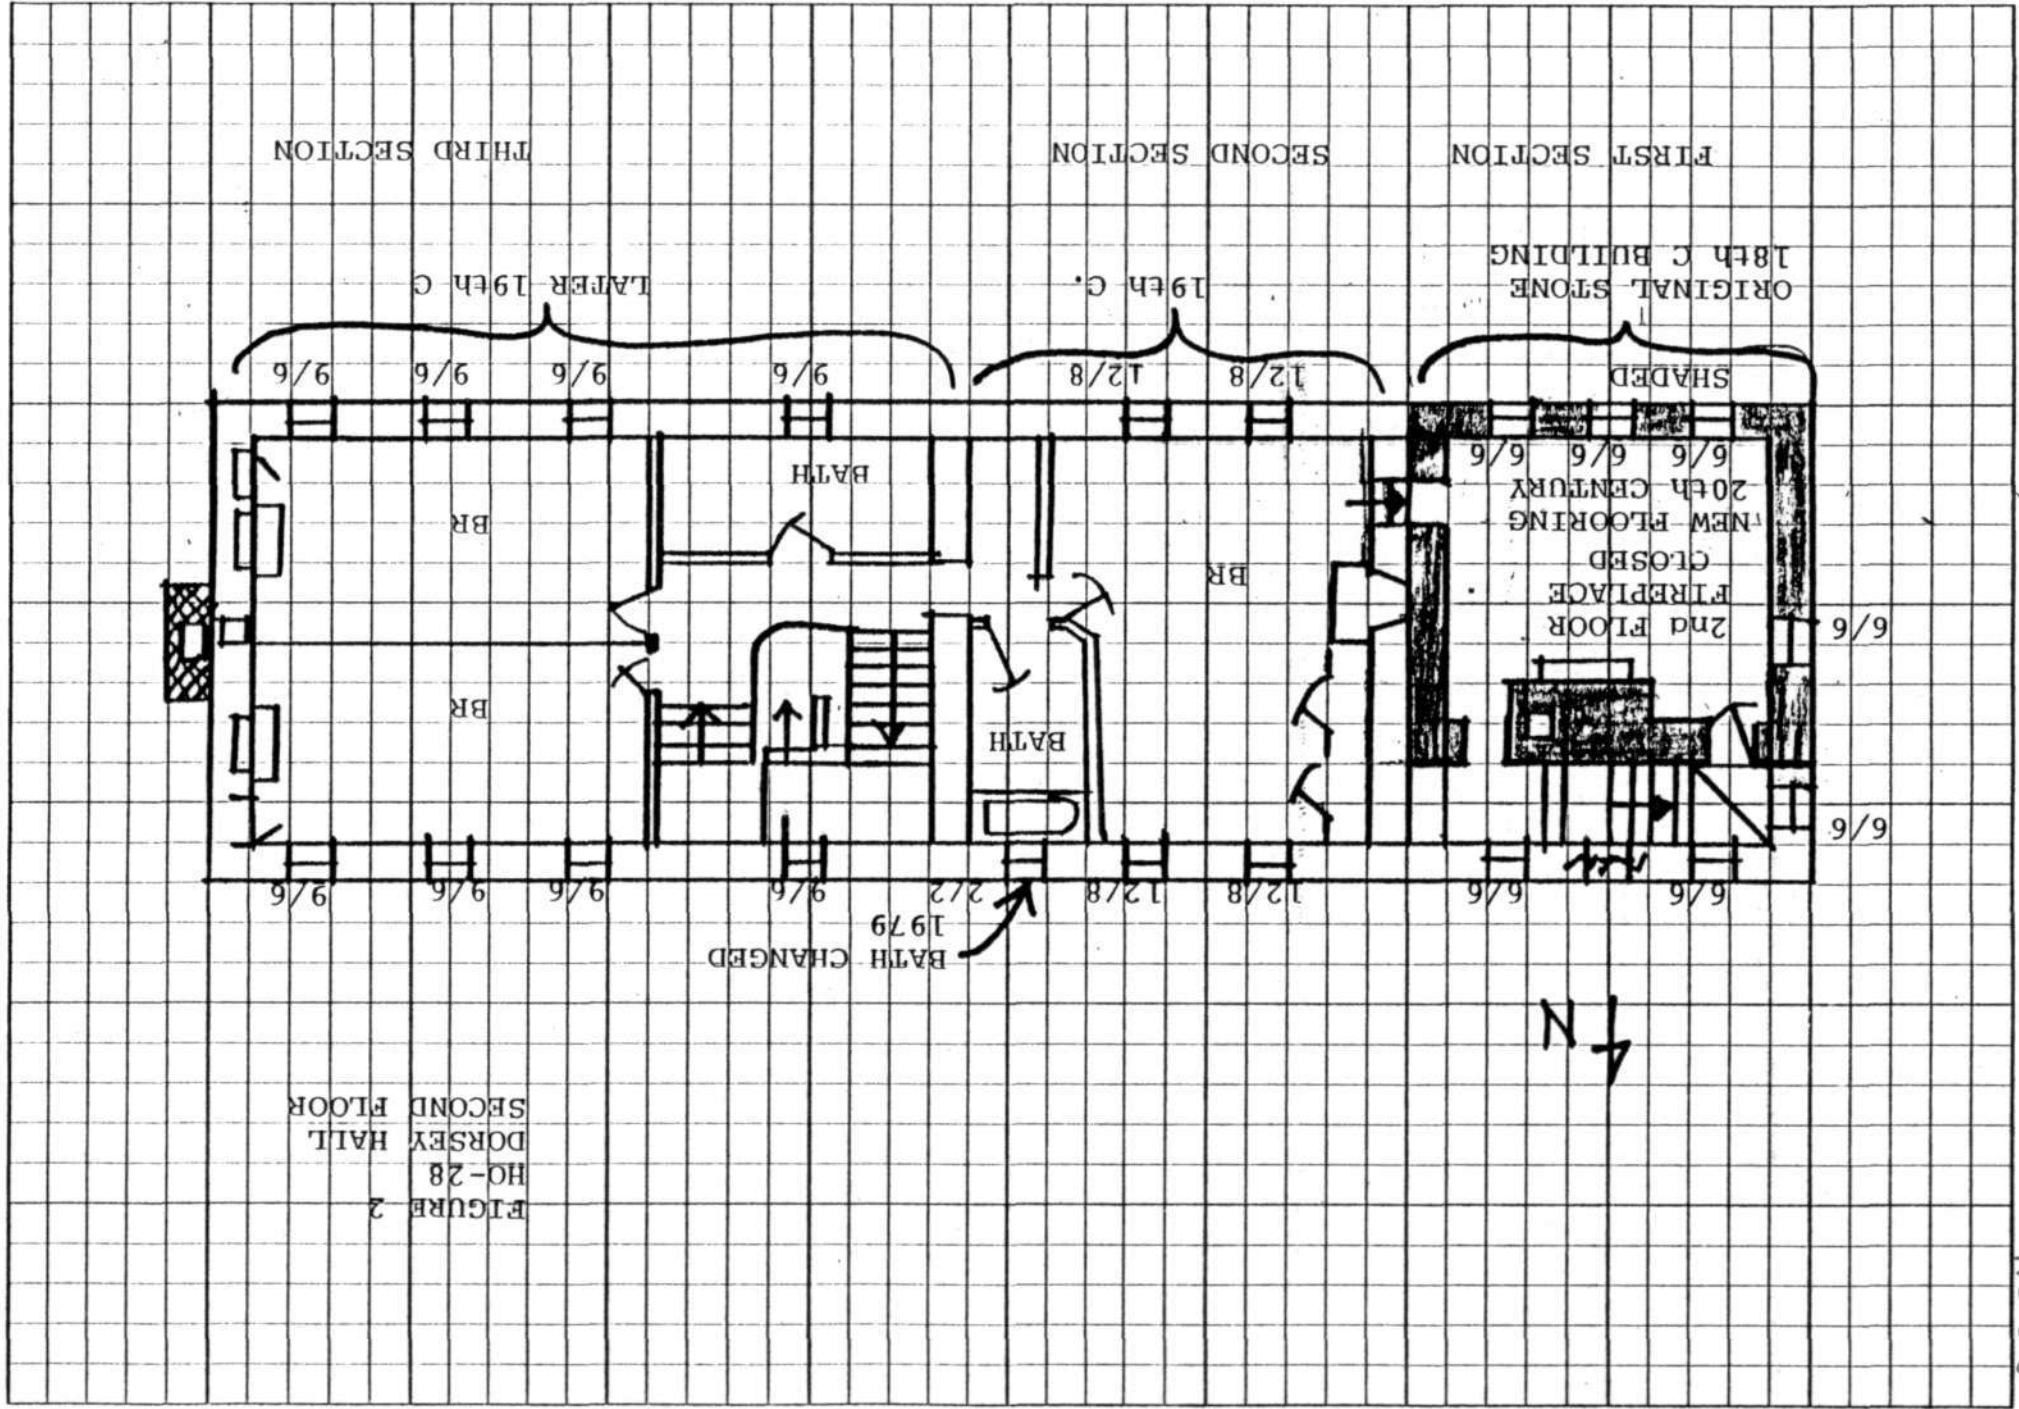 FIGURE 2
HO-28
DORSEY HALL
SECOND FLOOR
N
BATH CHANGED
1979
6/6 6/6 12/8 12/8 2/2 9/6 9/6 9/6 9/6
6/6
BATH
BR
6/6
2nd FLOOR
FIREPLACE
CLOSED
NEW FLOORING
20th CENTURY
6/6 6/6 6/6
BR
BR
BATH
SHADED
12/8 12/8 9/6 9/6 9/6 9/6
ORIGINAL STONE
18th C BUILDING
19th C.
LATER 19th C
FIRST SECTION
SECOND SECTION
THIRD SECTION